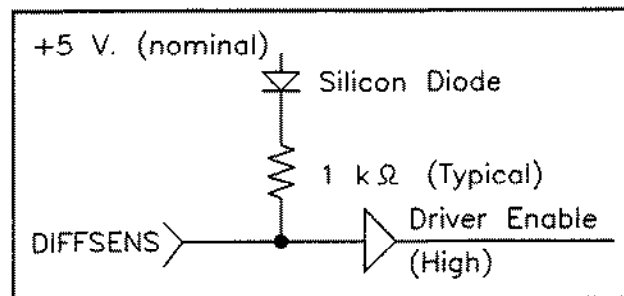 +5 V. (nominal)
Silicon Diode
1 kΩ (Typical)
DIFFSENS
Driver Enable
(High)